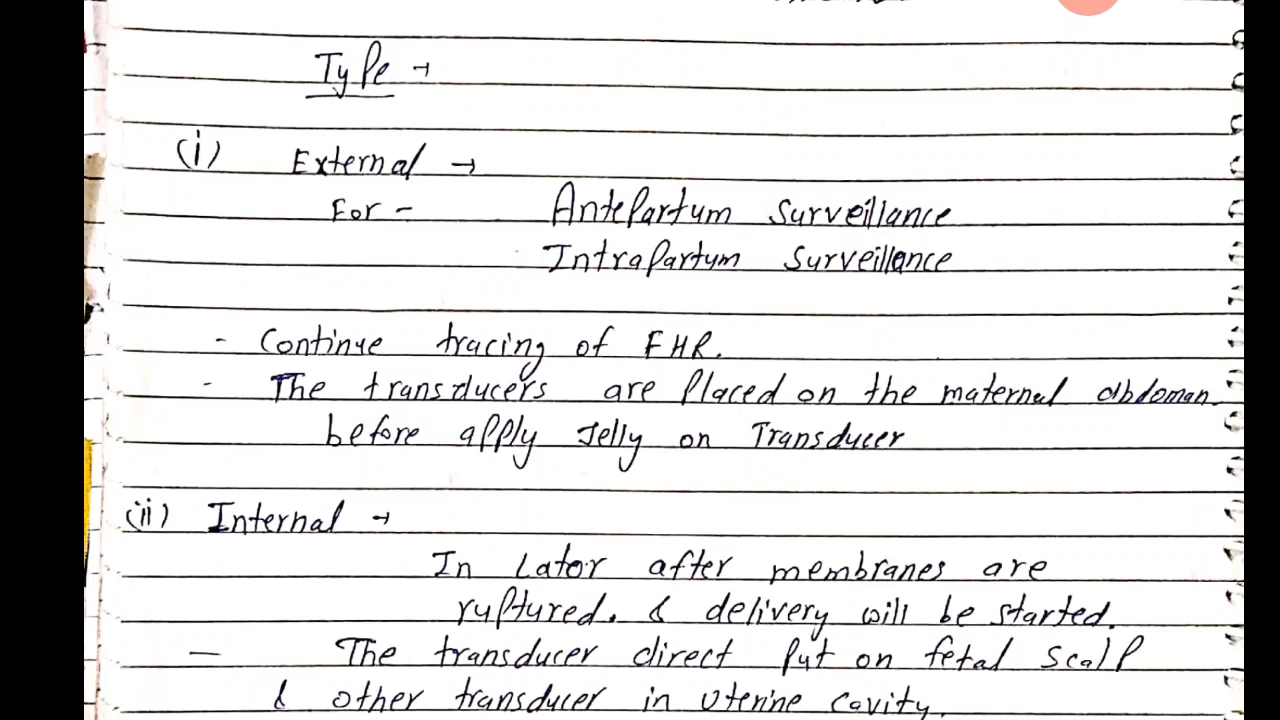 Type →
(i) External →
For - Antepartum Surveillance
Intrapartum Surveillance
- Continue tracing of FHR.
- The transducers are placed on the maternal abdoman.
before apply Jelly on Transducer
(ii) Internal →
In Lator after membranes are
ruptured. & delivery will be started.
— The transducer direct put on fetal scalp
& other transducer in uterine cavity.